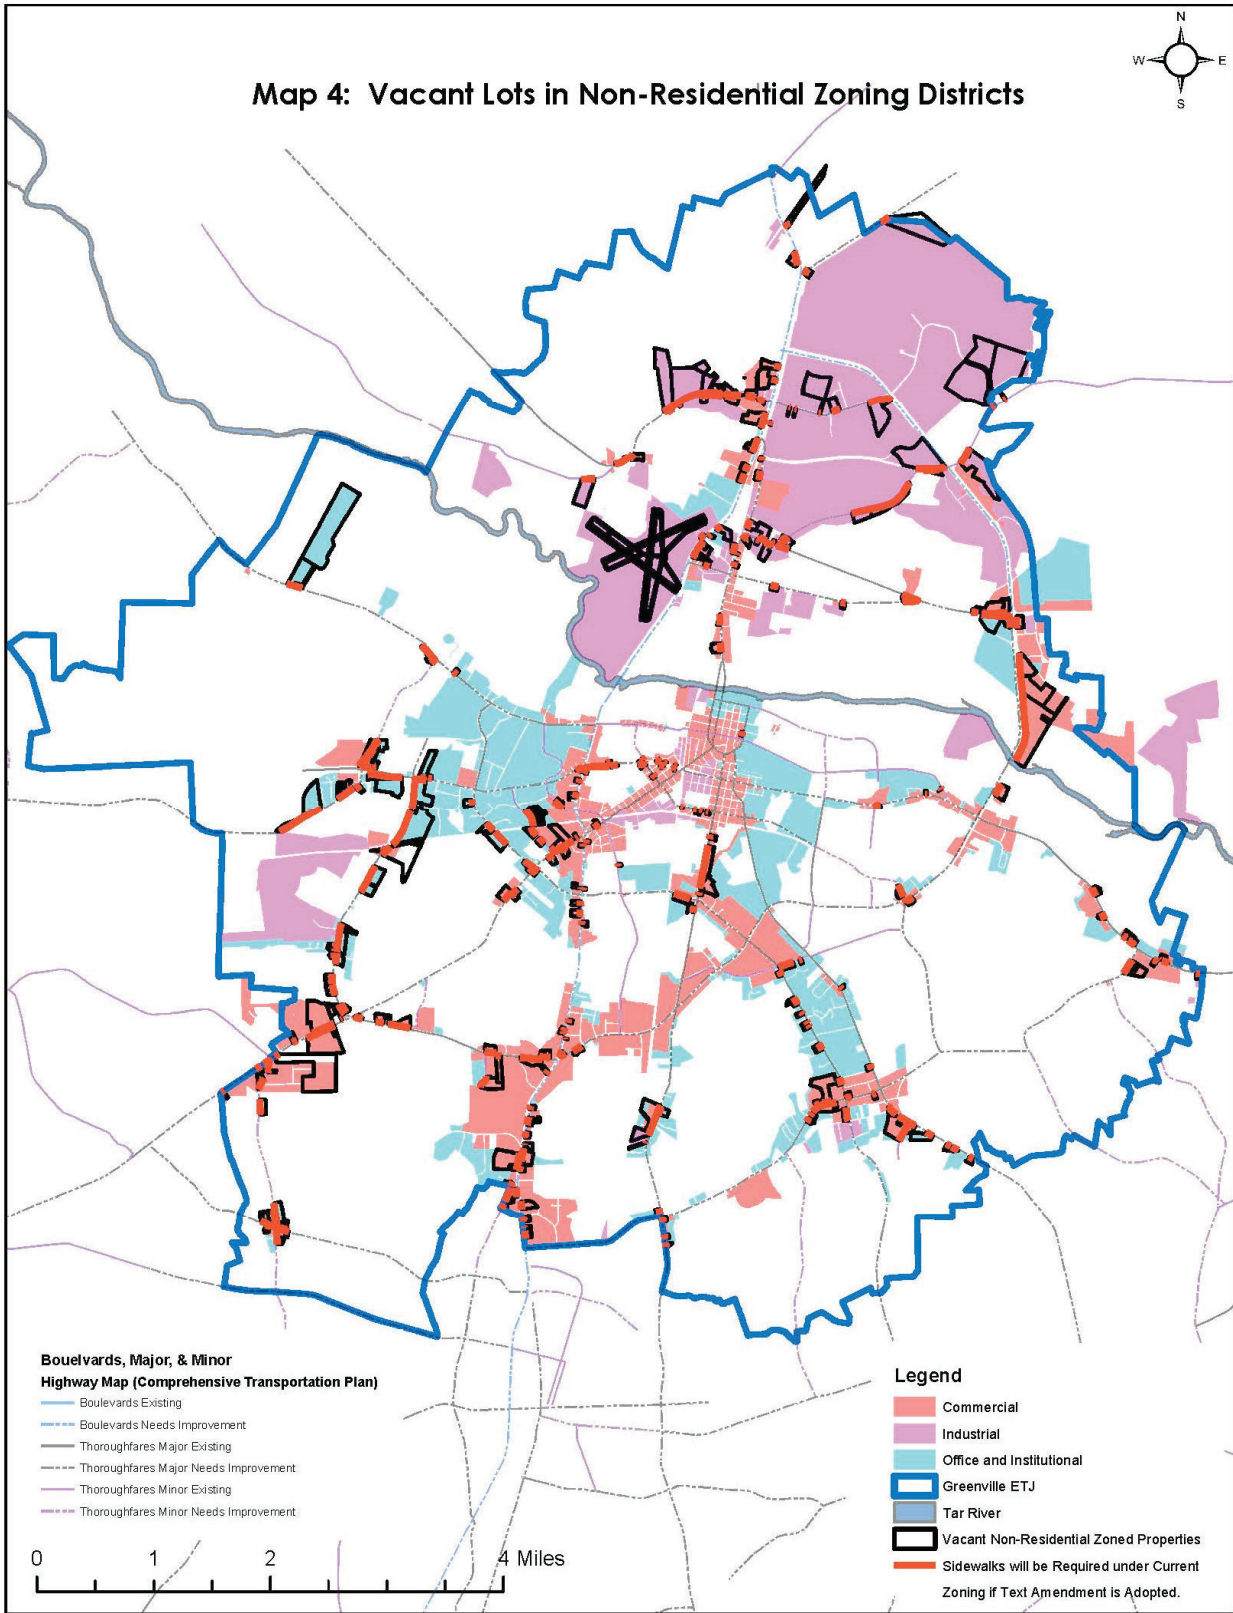 N
W E
S
Map 4: Vacant Lots in Non-Residential Zoning Districts
Bouelvards, Major, & Minor
Highway Map (Comprehensive Transportation Plan)
Boulevards Existing
Boulevards Needs Improvement
Thoroughfares Major Existing
Thoroughfares Major Needs Improvement
Thoroughfares Minor Existing
Thoroughfares Minor Needs Improvement
0 1 2 4 Miles
Legend
Commercial
Industrial
Office and Institutional
Greenville ETJ
Tar River
Vacant Non-Residential Zoned Properties
Sidewalks will be Required under Current
Zoning if Text Amendment is Adopted.